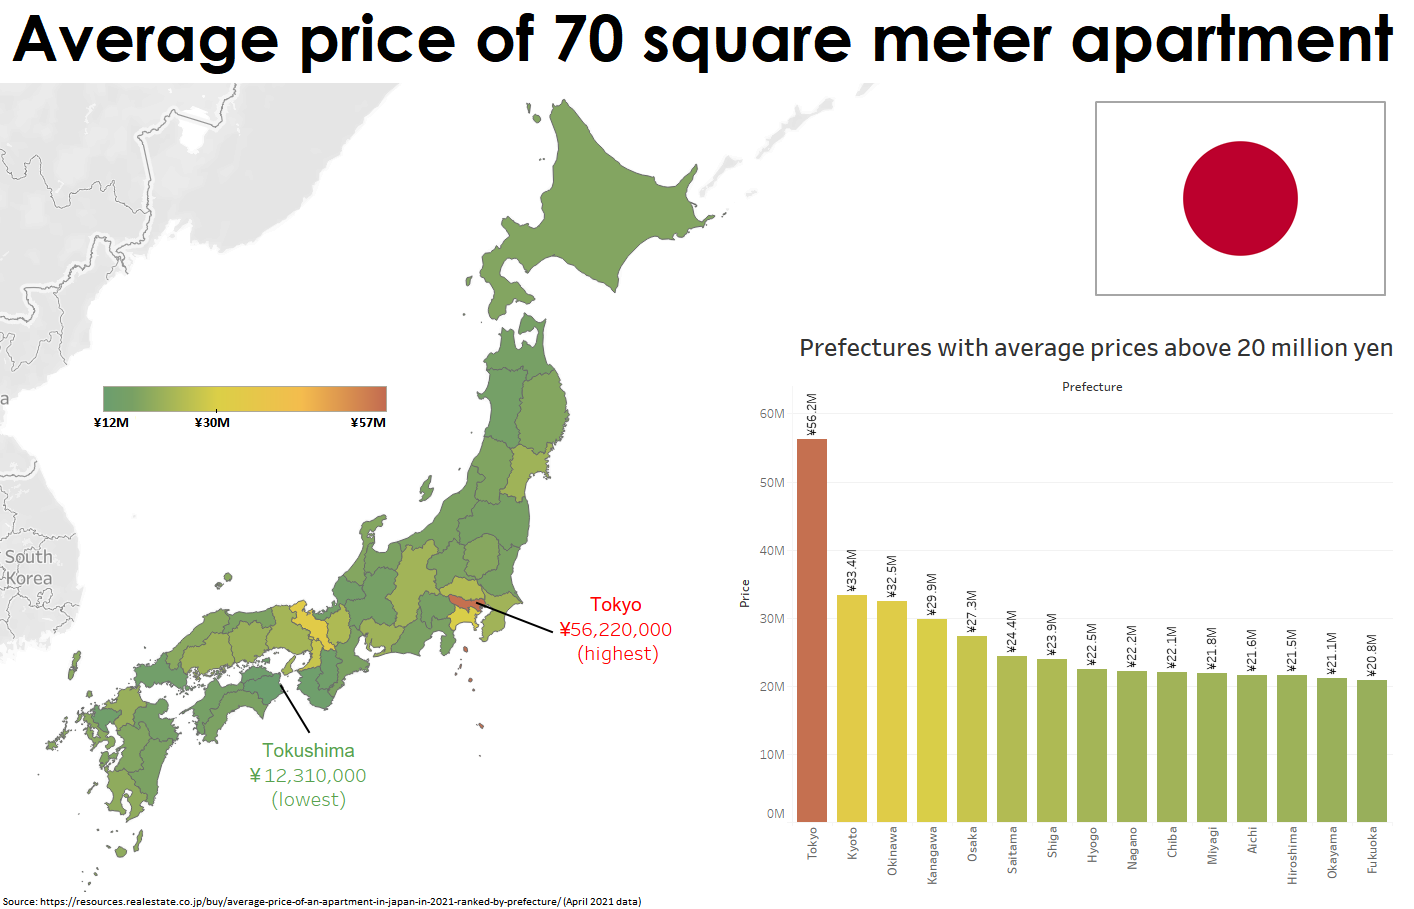 Average price of 70 square meter apartment
a
South
Korea
¥12M
¥30M
¥57M
Tokyo
¥56,220,000
(highest)
Tokushima
¥ 12,310,000
(lowest)
Prefectures with average prices above 20 million yen
Prefecture
Price
60M
50M
40M
30M
20M
10M
0M
¥56.2M
¥33.4M
¥32.5M
¥29.9M
¥27.3M
¥24.4M
¥23.9M
¥22.5M
¥22.2M
¥22.1M
¥21.8M
¥21.6M
¥21.5M
¥21.1M
¥20.8M
Tokyo
Kyoto
Okinawa
Kanagawa
Osaka
Saitama
Shiga
Hyogo
Nagano
Chiba
Miyagi
Aichi
Hiroshima
Okayama
Fukuoka
Source: https://resources.realestate.co.jp/buy/average-price-of-an-apartment-in-japan-in-2021-ranked-by-prefecture/ (April 2021 data)